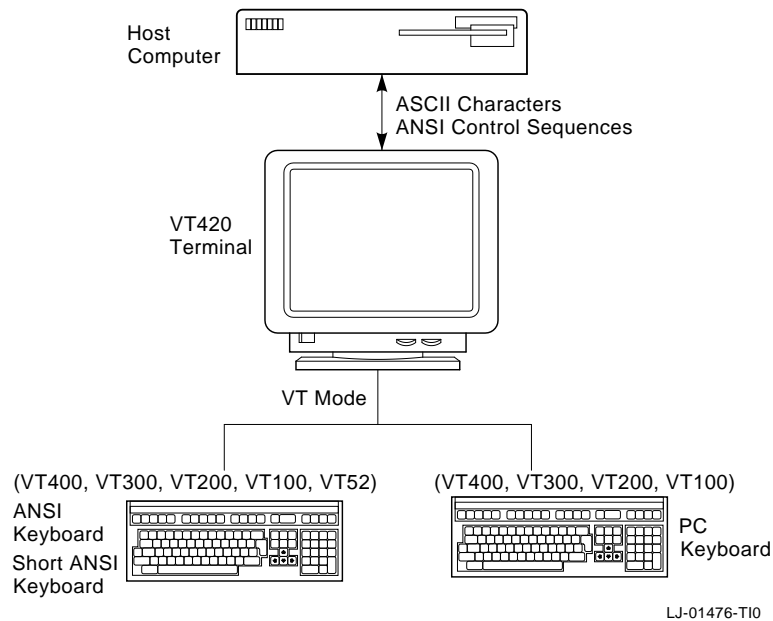 Host
Computer
ASCII Characters
ANSI Control Sequences
VT420
Terminal
VT Mode
(VT400, VT300, VT200, VT100, VT52)
ANSI
Keyboard
Short ANSI
Keyboard
(VT400, VT300, VT200, VT100)
PC
Keyboard
LJ-01476-TI0